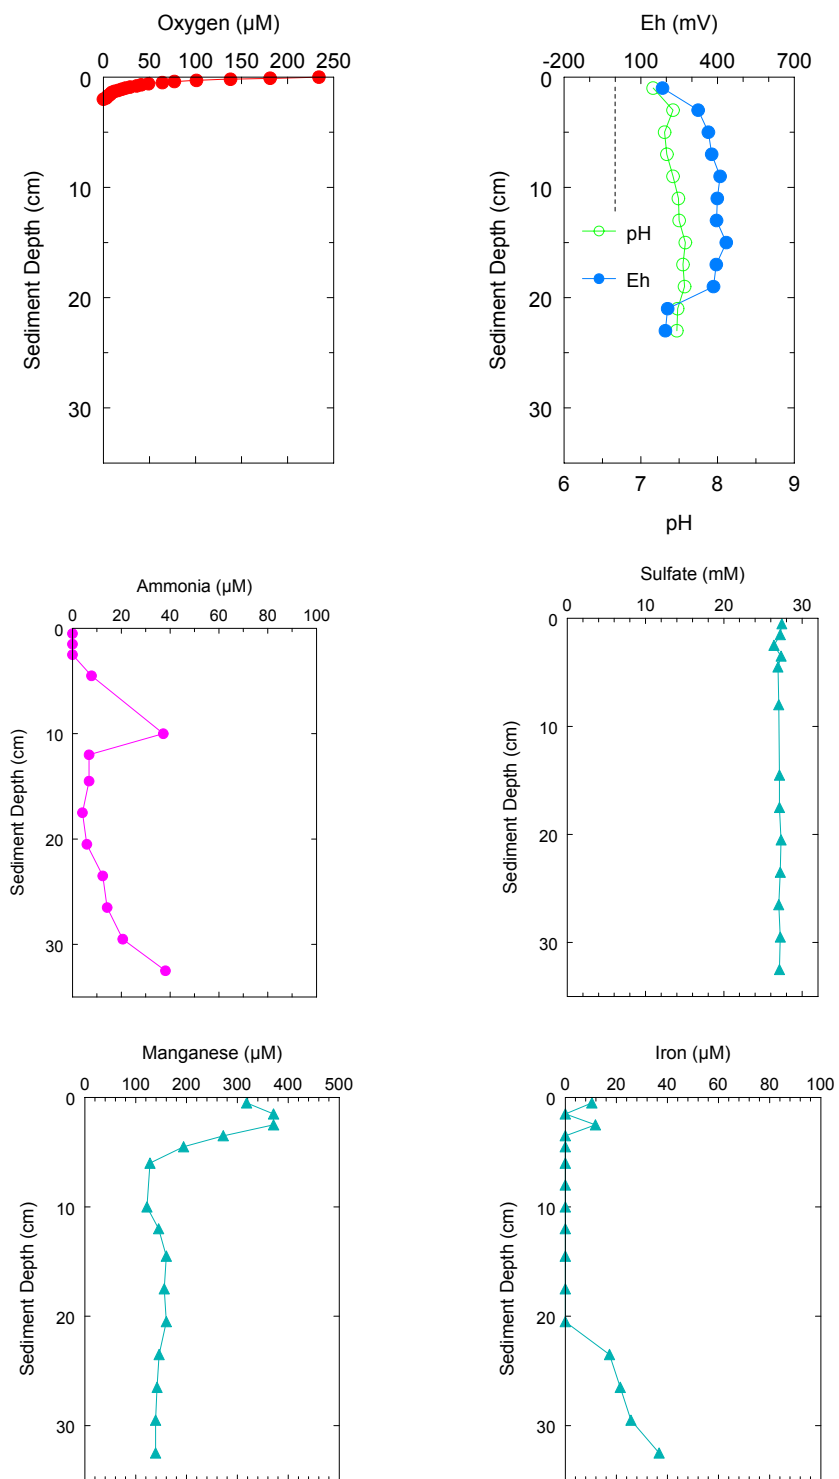 Oxygen (µM)
0 50 100 150 200 250
0
10
20
30
Sediment Depth (cm)
Eh (mV)
-200 100 400 700
0
10
20
30
Sediment Depth (cm)
pH
Eh
6 7 8 9
pH
Ammonia (µM)
0 20 40 60 80 100
0
10
20
30
Sediment Depth (cm)
Sulfate (mM)
0 10 20 30
0
10
20
30
Sediment Depth (cm)
Manganese (µM)
0 100 200 300 400 500
0
10
20
30
Sediment Depth (cm)
Iron (µM)
0 20 40 60 80 100
0
10
20
30
Sediment Depth (cm)